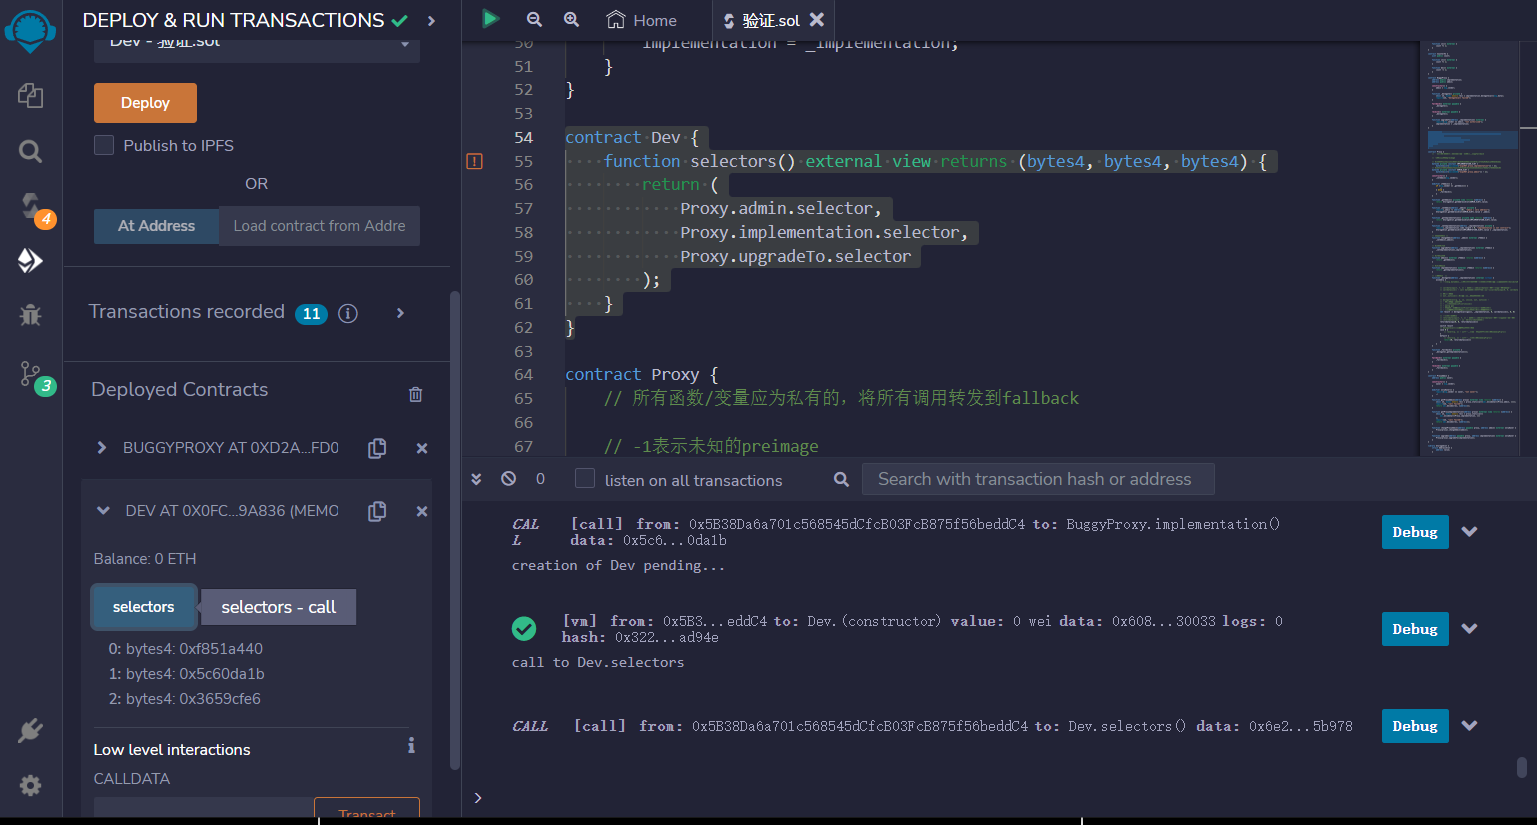 DEPLOY & RUN TRANSACTIONS
Dev - 验证.sol
Deploy
Publish to IPFS
OR
At Address
Load contract from Addre
4
Transactions recorded 11 i
3
Deployed Contracts
BUGGYPROXY AT 0XD2A...FD0
DEV AT 0X0FC...9A836 (MEMO
Balance: 0 ETH
selectors
selectors - call
0: bytes4: 0xf851a440
1: bytes4: 0x5c60da1b
2: bytes4: 0x3659cfe6
Low level interactions
i
CALLDATA
Transact
Home
验证.sol
50 implementation = _implementation;
51 }
52 }
53
54 contract Dev {
55 function selectors() external view returns (bytes4, bytes4, bytes4) {
56 return (
57 Proxy.admin.selector,
58 Proxy.implementation.selector,
59 Proxy.upgradeTo.selector
60 );
61 }
62 }
63
64 contract Proxy {
65 // 所有函数/变量应为私有的，将所有调用转发到fallback
66
67 // -1表示未知的preimage
0
listen on all transactions
Search with transaction hash or address
CAL [call] from: 0x5B38Da6a701c568545dCfcB03FcB875f56beddC4 to: BuggyProxy.implementation()
L data: 0x5c6...0da1b
Debug
creation of Dev pending...
[vm] from: 0x5B3...eddC4 to: Dev.(constructor) value: 0 wei data: 0x608...30033 logs: 0
hash: 0x322...ad94e
Debug
call to Dev.selectors
CALL [call] from: 0x5B38Da6a701c568545dCfcB03FcB875f56beddC4 to: Dev.selectors() data: 0x6e2...5b978
Debug
>